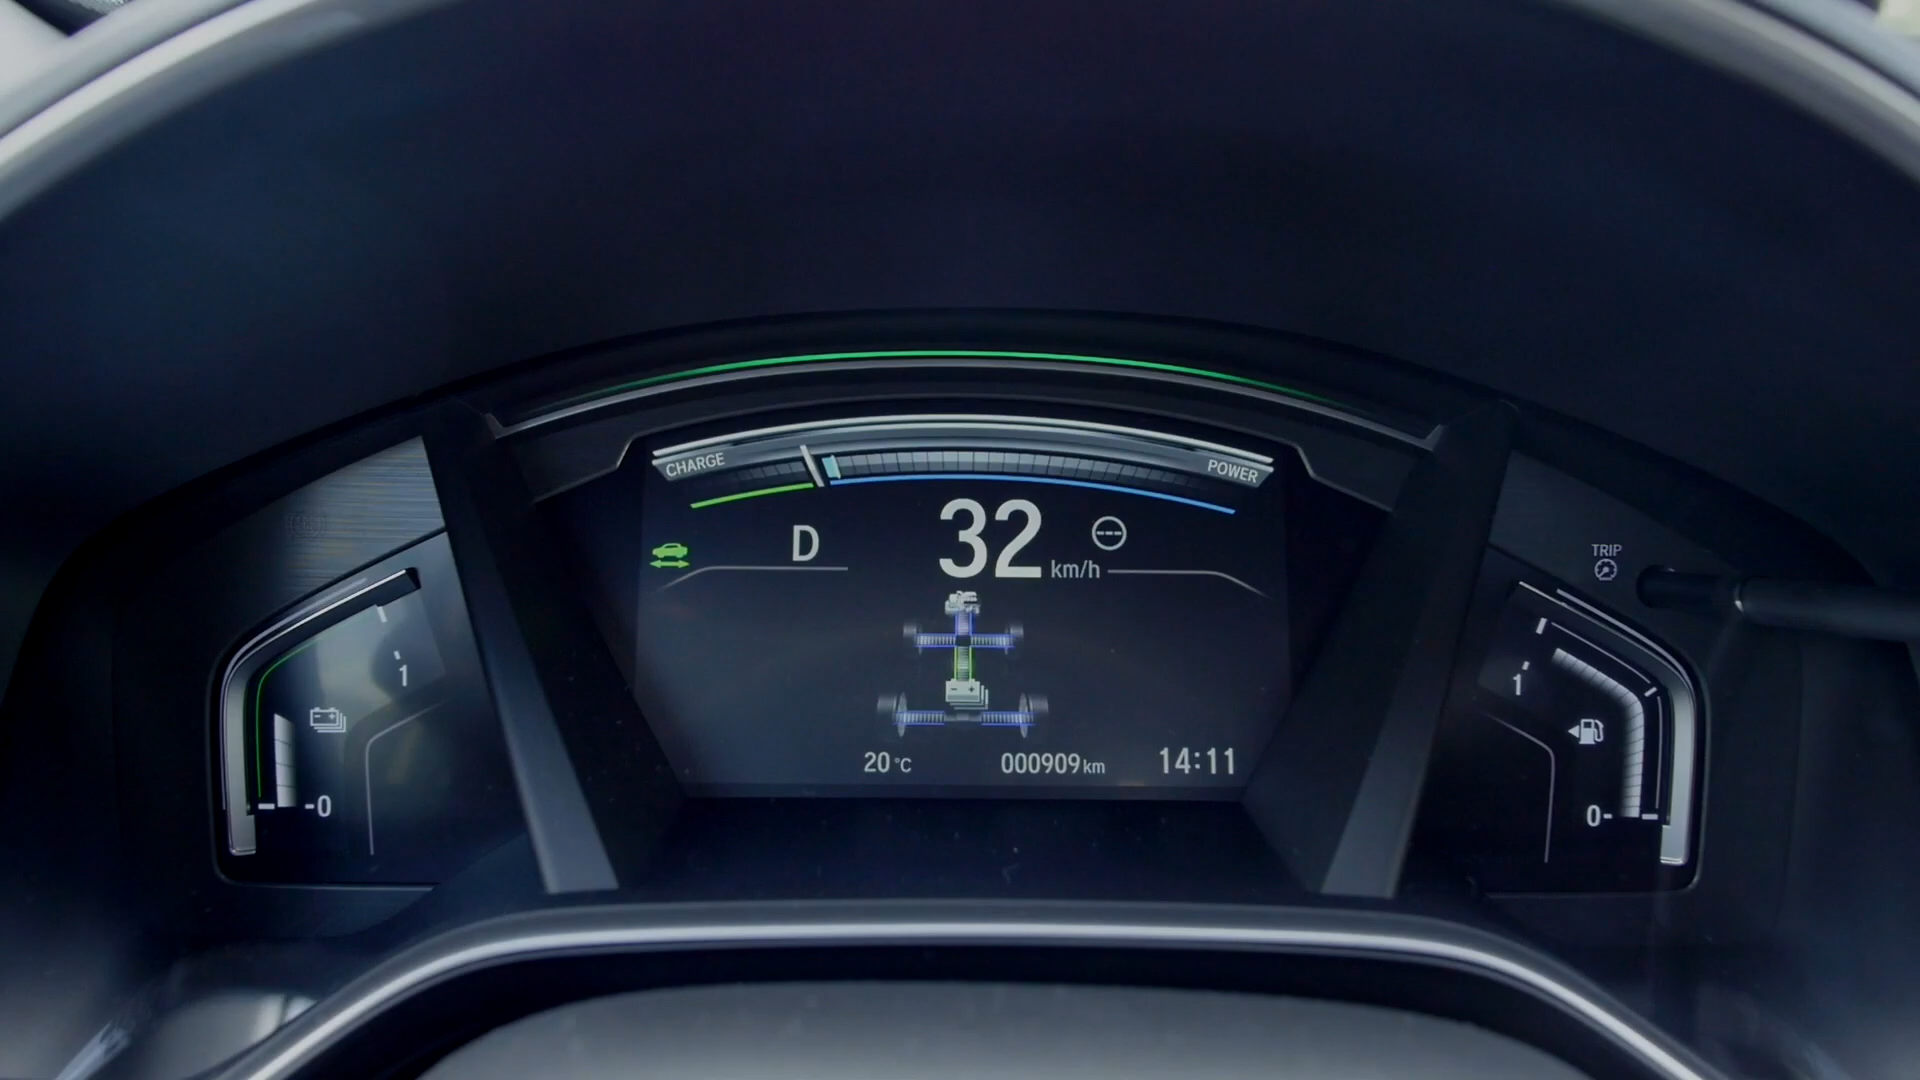 CHARGE
POWER
D
32 km/h
TRIP
1
1
- +
0
0
20°C
000909 km
14:11